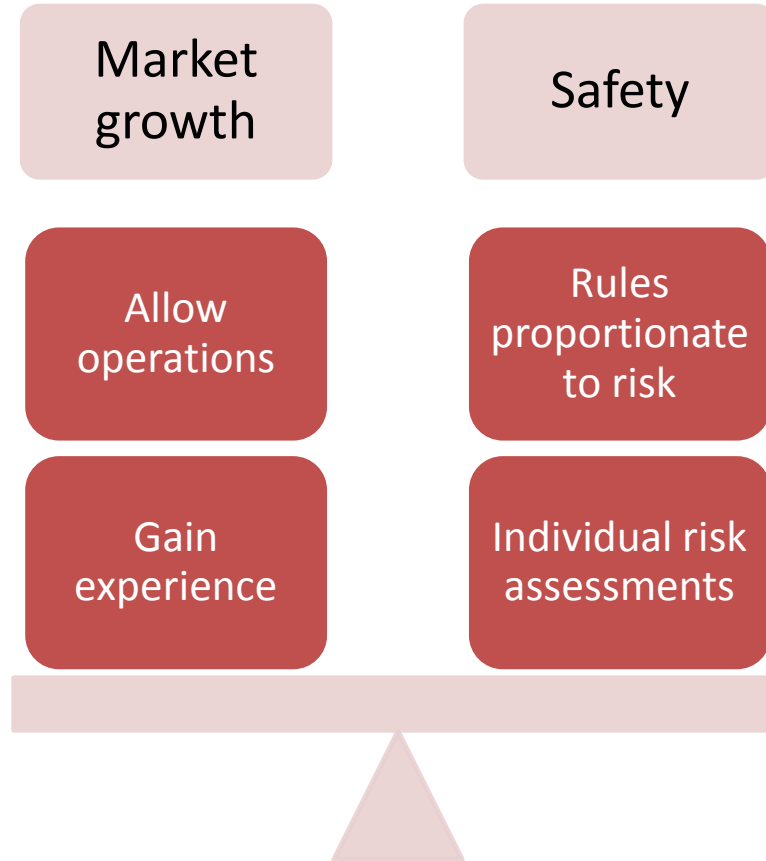 Market
growth
Safety
Allow
operations
Rules
proportionate
to risk
Gain
experience
Individual risk
assessments